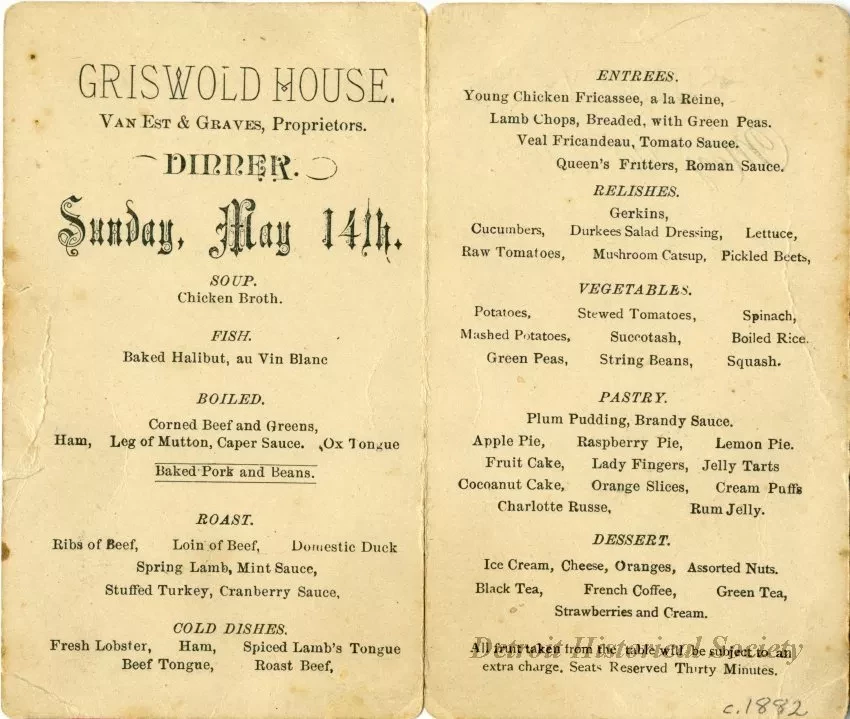 GRISWOLD HOUSE.
VAN EST & GRAVES, Proprietors.
DINNER.
Sunday, May 14th.
SOUP.
Chicken Broth.
FISH.
Baked Halibut, au Vin Blanc
BOILED.
Corned Beef and Greens,
Ham, Leg of Mutton, Caper Sauce. Ox Tongue
Baked Pork and Beans.
ROAST.
Ribs of Beef, Loin of Beef, Domestic Duck
Spring Lamb, Mint Sauce,
Stuffed Turkey, Cranberry Sauce,
COLD DISHES.
Fresh Lobster, Ham, Spiced Lamb's Tongue
Beef Tongue, Roast Beef,
ENTREES.
Young Chicken Fricassee, a la Reine,
Lamb Chops, Breaded, with Green Peas.
Veal Fricandeau, Tomato Sauce.
Queen's Fritters, Roman Sauce.
RELISHES.
Gerkins,
Cucumbers, Durkees Salad Dressing, Lettuce,
Raw Tomatoes, Mushroom Catsup, Pickled Beets,
VEGETABLES.
Potatoes, Stewed Tomatoes, Spinach,
Mashed Potatoes, Succotash, Boiled Rice.
Green Peas, String Beans, Squash.
PASTRY.
Plum Pudding, Brandy Sauce.
Apple Pie, Raspberry Pie, Lemon Pie.
Fruit Cake, Lady Fingers, Jelly Tarts
Cocoanut Cake, Orange Slices, Cream Puffs
Charlotte Russe, Rum Jelly.
DESSERT.
Ice Cream, Cheese, Oranges, Assorted Nuts.
Black Tea, French Coffee, Green Tea,
Strawberries and Cream.
Detroit Historical Society
All fruit taken from the table will be subject to an
extra charge. Seats Reserved Thirty Minutes.
c.1882